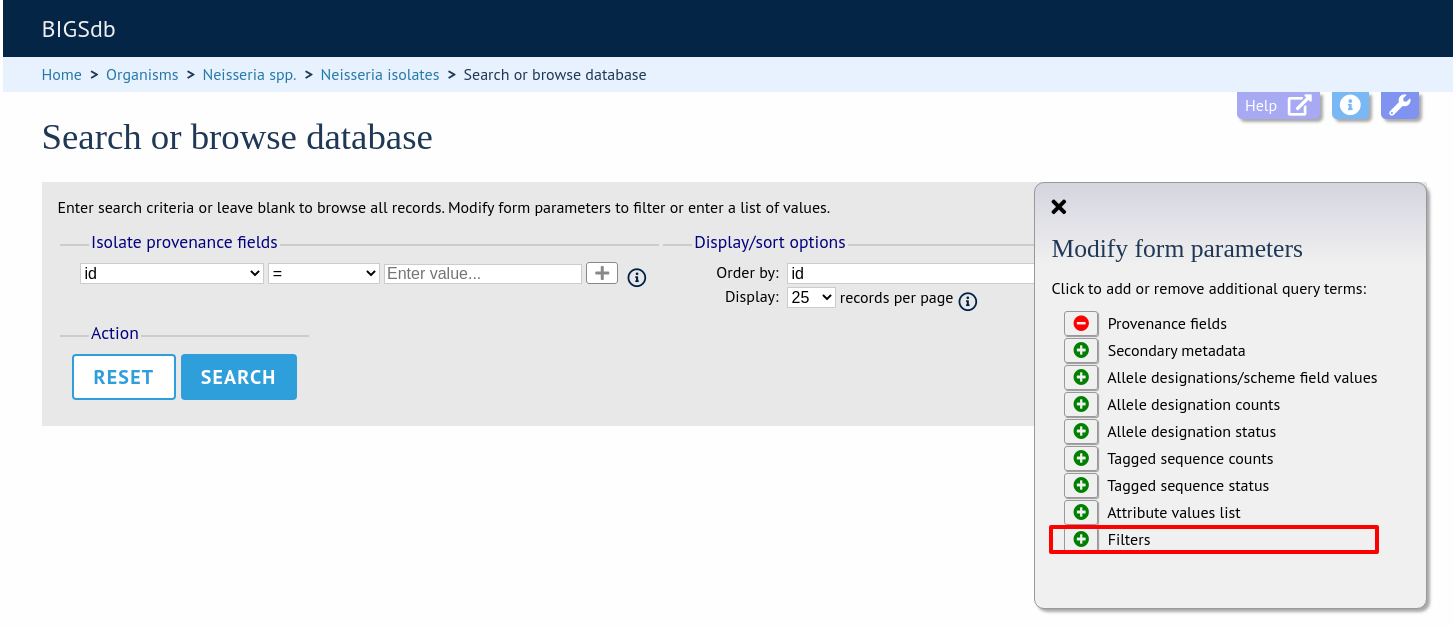 BIGSdb
Home > Organisms > Neisseria spp. > Neisseria isolates > Search or browse database
Help
Search or browse database
Enter search criteria or leave blank to browse all records. Modify form parameters to filter or enter a list of values.
Isolate provenance fields
id = Enter value... +
Display/sort options
Order by: id
Display: 25 records per page
Action
RESET SEARCH
Modify form parameters
Click to add or remove additional query terms:
Provenance fields
Secondary metadata
Allele designations/scheme field values
Allele designation counts
Allele designation status
Tagged sequence counts
Tagged sequence status
Attribute values list
Filters